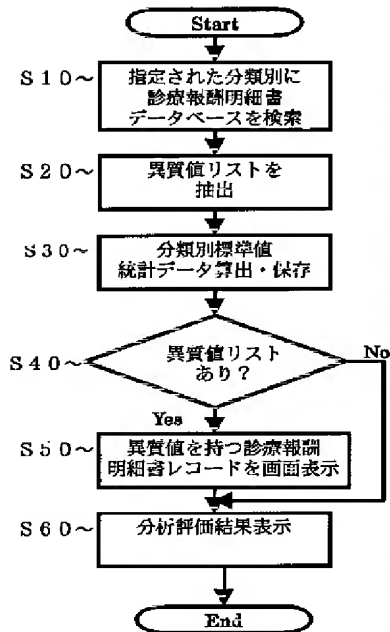 Start
S10~
指定された分類別に
診療報酬明細書
データベースを検索
S20~
異質値リストを
抽出
S30~
分類別標準値
統計データ算出・保存
S40~
異質値リスト
あり?
No
Yes
S50~
異質値を持つ診療報酬
明細書レコードを画面表示
S60~
分析評価結果表示
End